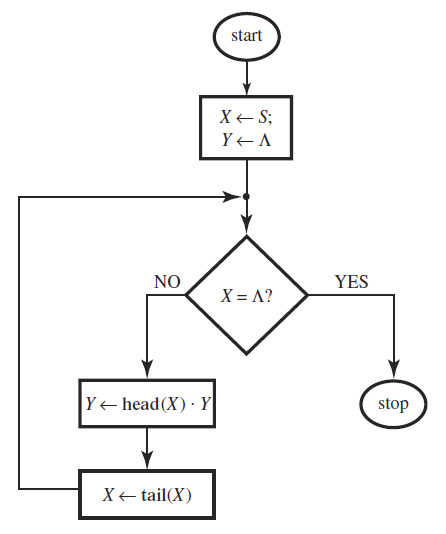 start
X ← S;
Y ← Λ
NO
YES
X = Λ?
Y ← head(X) · Y
stop
X ← tail(X)